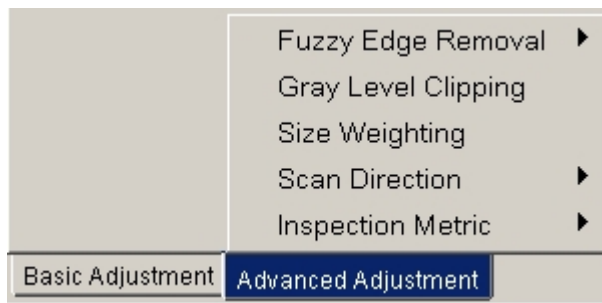 Fuzzy Edge Removal
Gray Level Clipping
Size Weighting
Scan Direction
Inspection Metric
Basic Adjustment Advanced Adjustment